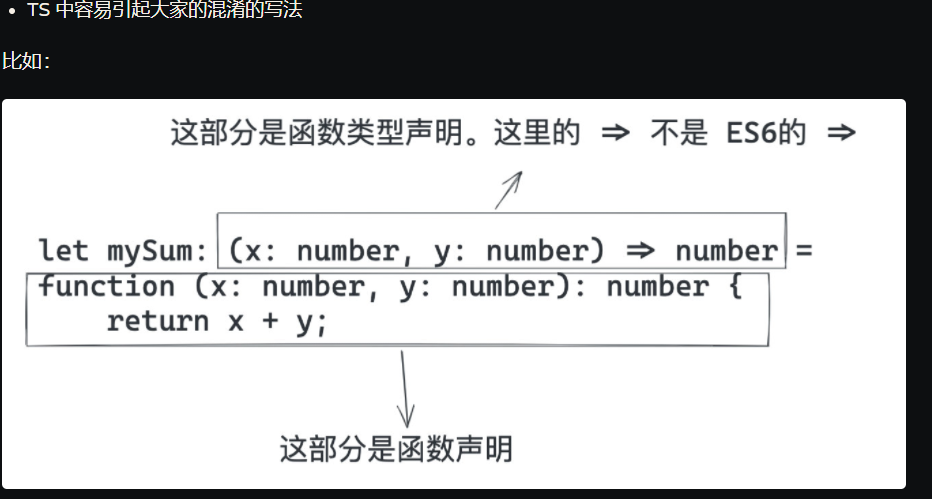 • TS 中容易引起大家的混淆的写法
比如：
这部分是函数类型声明。这里的 => 不是 ES6的 =>
let mySum: (x: number, y: number) => number =
function (x: number, y: number): number {
return x + y;
这部分是函数声明